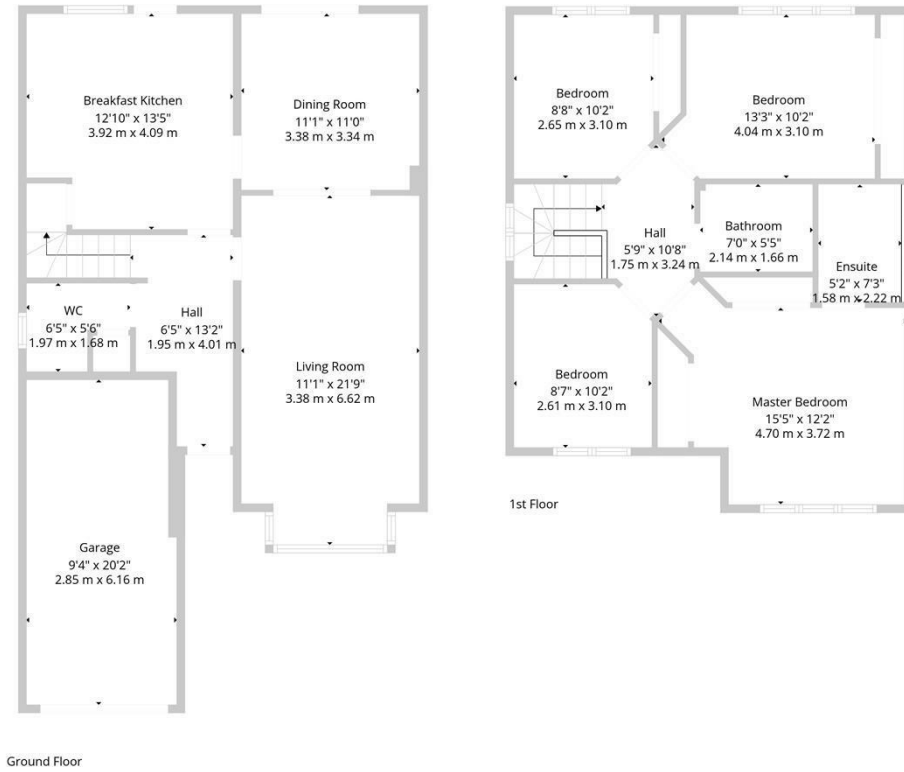 Breakfast Kitchen
12'10" x 13'5"
3.92 m x 4.09 m
Dining Room
11'1" x 11'0"
3.38 m x 3.34 m
WC
6'5" x 5'6"
1.97 m x 1.68 m
Hall
6'5" x 13'2"
1.95 m x 4.01 m
Living Room
11'1" x 21'9"
3.38 m x 6.62 m
Garage
9'4" x 20'2"
2.85 m x 6.16 m
Ground Floor
Bedroom
8'8" x 10'2"
2.65 m x 3.10 m
Bedroom
13'3" x 10'2"
4.04 m x 3.10 m
Hall
5'9" x 10'8"
1.75 m x 3.24 m
Bathroom
7'0" x 5'5"
2.14 m x 1.66 m
Ensuite
5'2" x 7'3"
1.58 m x 2.22 m
Bedroom
8'7" x 10'2"
2.61 m x 3.10 m
Master Bedroom
15'5" x 12'2"
4.70 m x 3.72 m
1st Floor